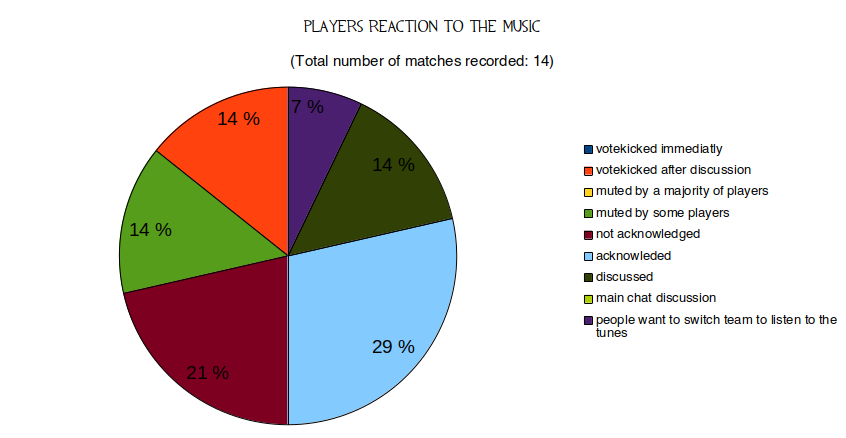 PLAYERS REACTION TO THE MUSIC
(Total number of matches recorded: 14)
7 %
14 %
14 %
14 %
29 %
21 %
votekicked immediatly
votekicked after discussion
muted by a majority of players
muted by some players
not acknowledged
acknowleded
discussed
main chat discussion
people want to switch team to listen to the
tunes